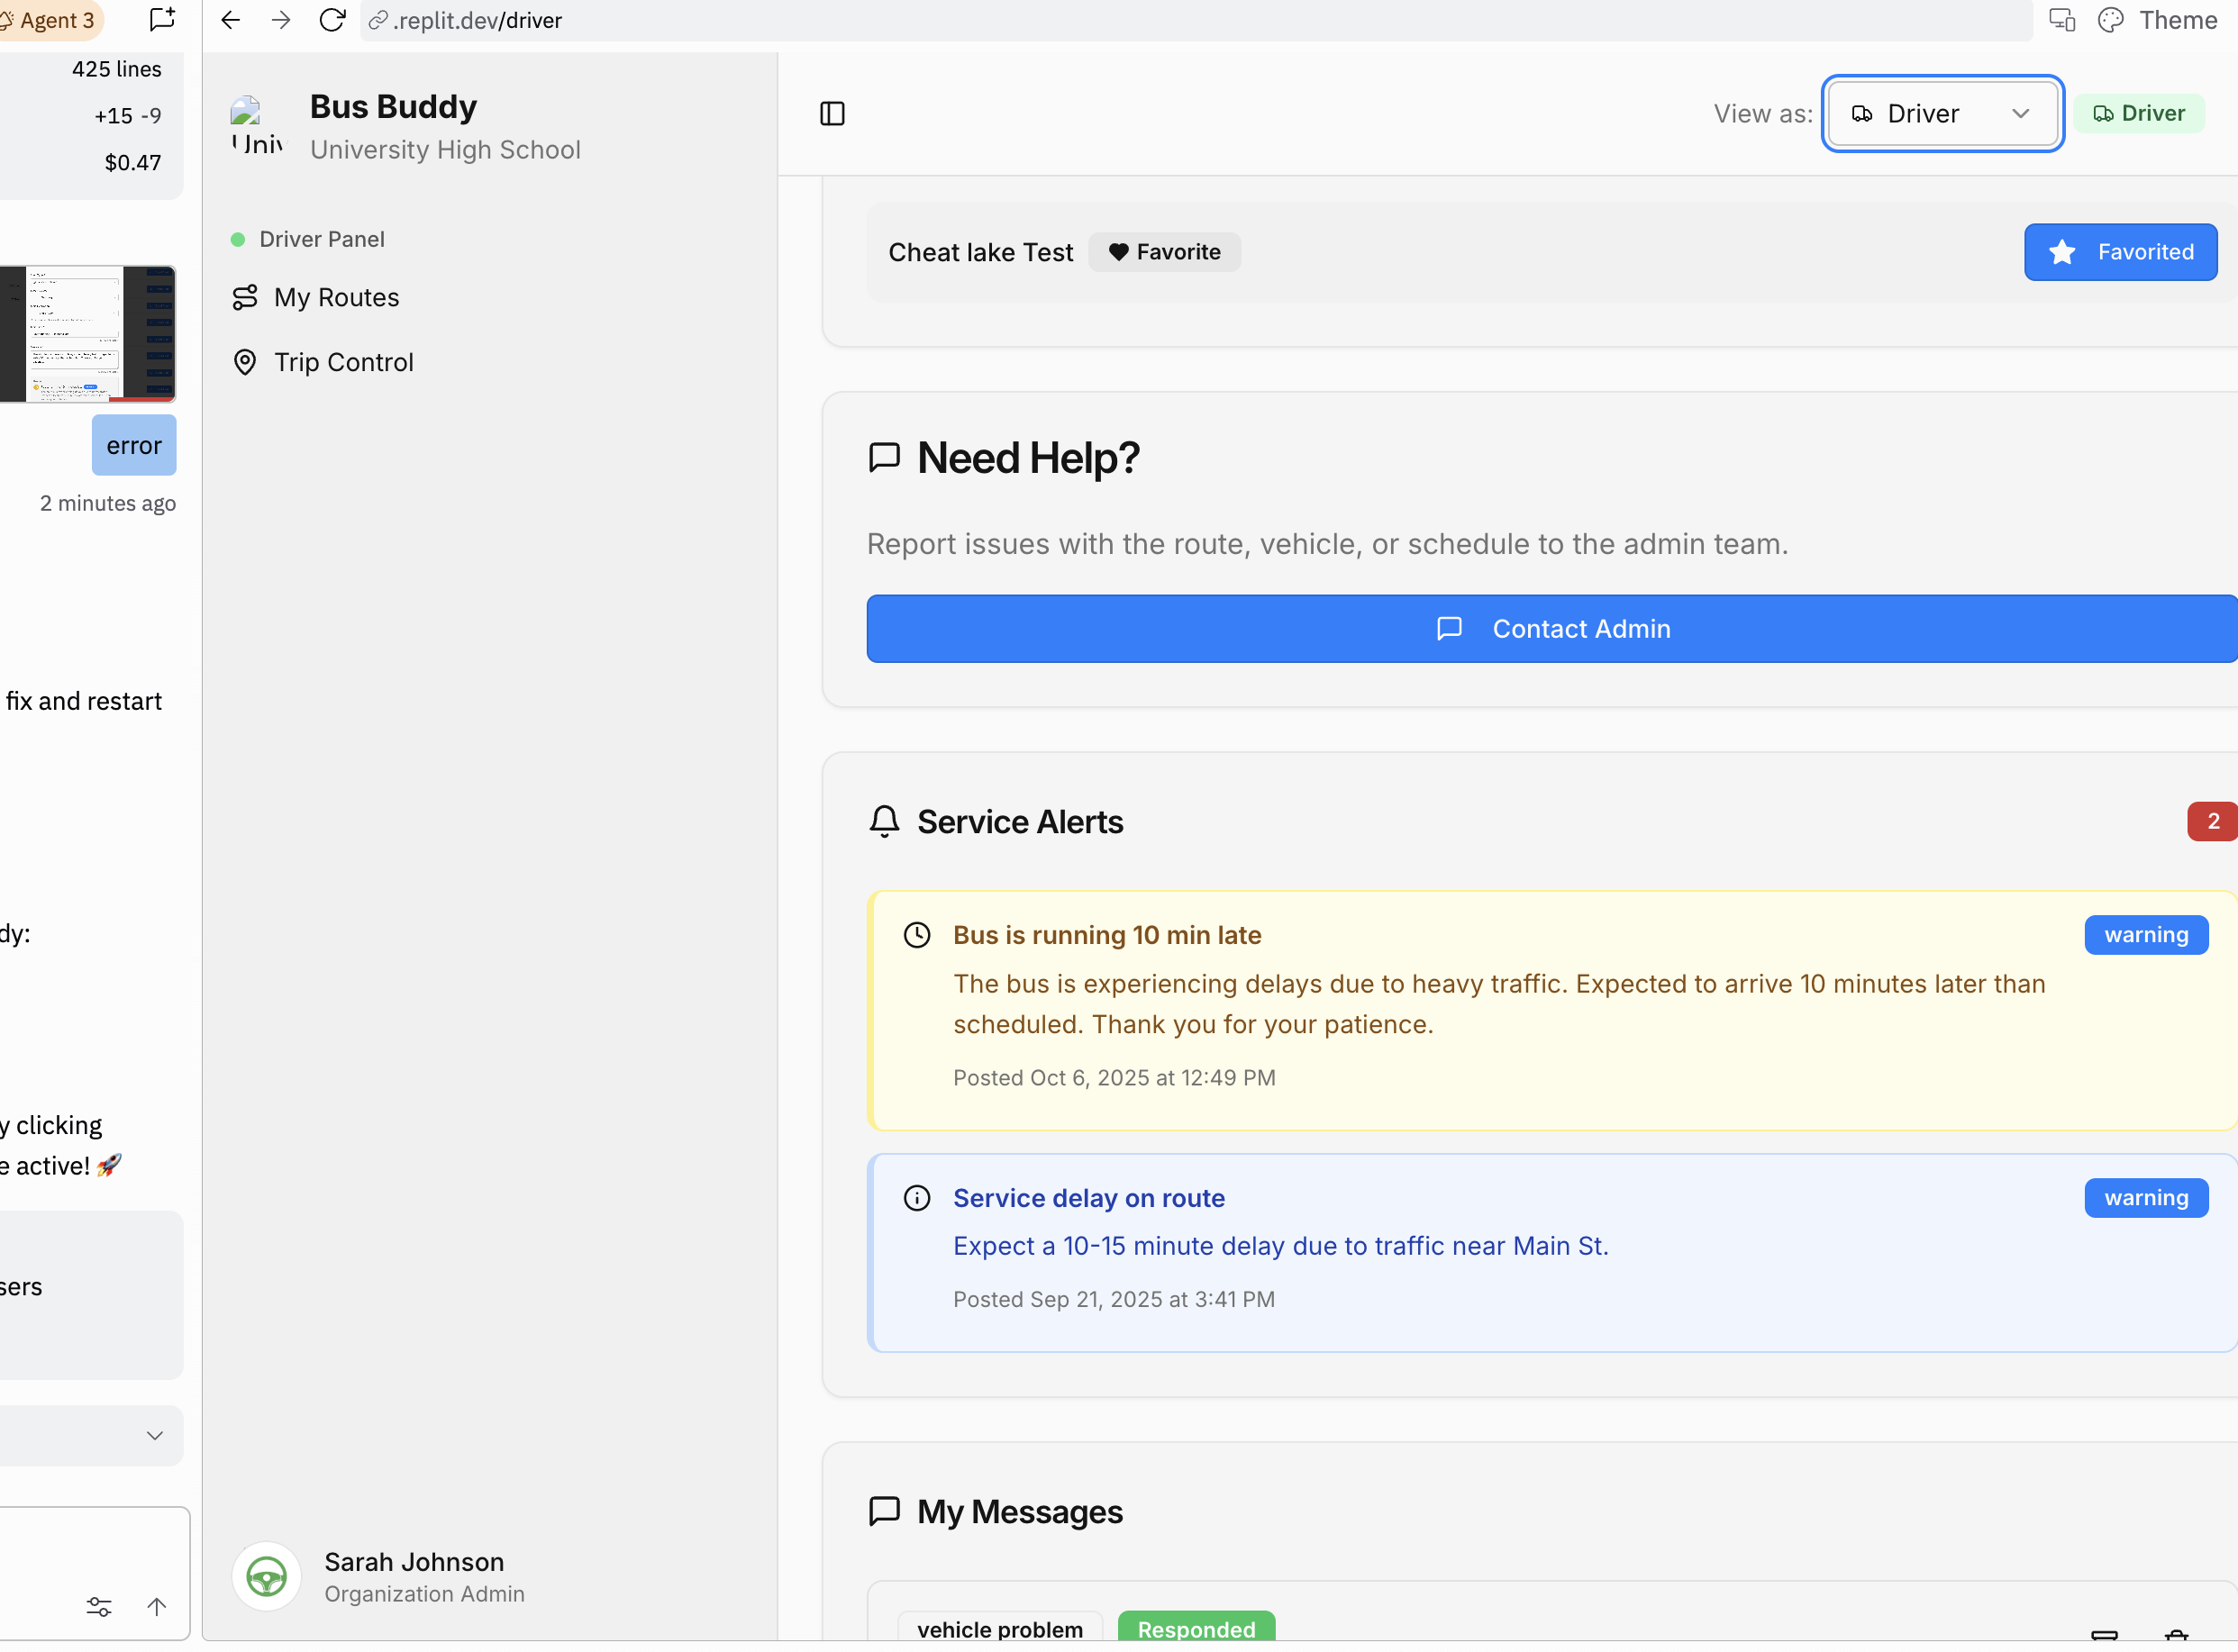 Agent 3
425 lines
+15 -9
$0.47
error
2 minutes ago
fix and restart
dy:
y clicking
e active! 🚀
sers
.replit.dev/driver
Theme
Univ
Bus Buddy
University High School
Driver Panel
My Routes
Trip Control
Sarah Johnson
Organization Admin
View as:
Driver
Driver
Cheat lake Test
Favorite
Favorited
Need Help?
Report issues with the route, vehicle, or schedule to the admin team.
Contact Admin
Service Alerts
2
Bus is running 10 min late
warning
The bus is experiencing delays due to heavy traffic. Expected to arrive 10 minutes later than
scheduled. Thank you for your patience.
Posted Oct 6, 2025 at 12:49 PM
Service delay on route
warning
Expect a 10-15 minute delay due to traffic near Main St.
Posted Sep 21, 2025 at 3:41 PM
My Messages
vehicle problem
Responded